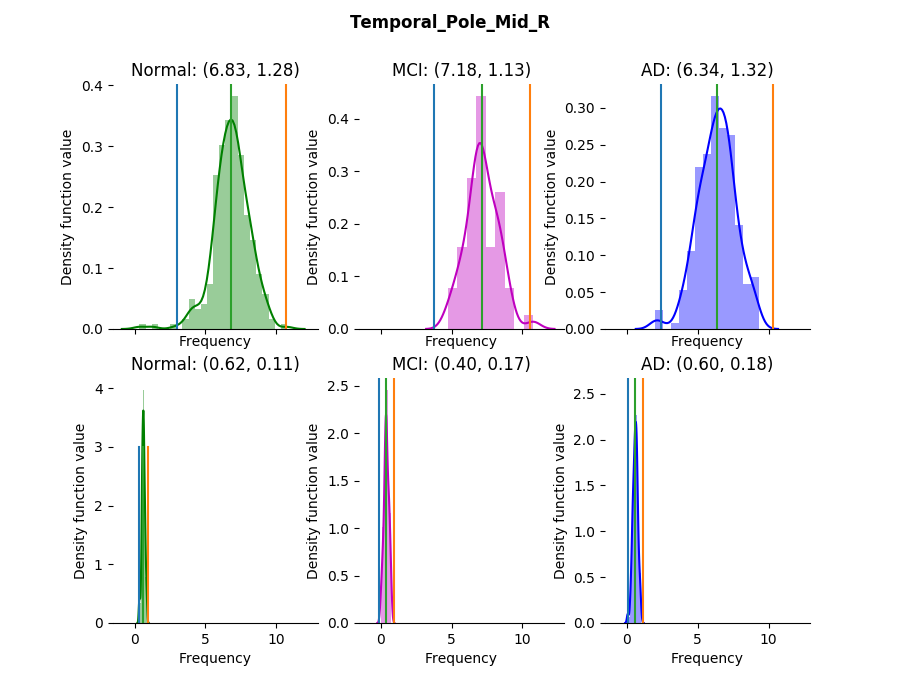 Temporal_Pole_Mid_R
Normal: (6.83, 1.28)
MCI: (7.18, 1.13)
AD: (6.34, 1.32)
Density function value
0.4
0.3
0.2
0.1
0.0
Frequency
Density function value
0.4
0.3
0.2
0.1
0.0
Frequency
Density function value
0.30
0.25
0.20
0.15
0.10
0.05
0.00
Frequency
Normal: (0.62, 0.11)
MCI: (0.40, 0.17)
AD: (0.60, 0.18)
Density function value
4
3
2
1
0
0 5 10
Frequency
Density function value
2.5
2.0
1.5
1.0
0.5
0.0
0 5 10
Frequency
Density function value
2.5
2.0
1.5
1.0
0.5
0.0
0 5 10
Frequency